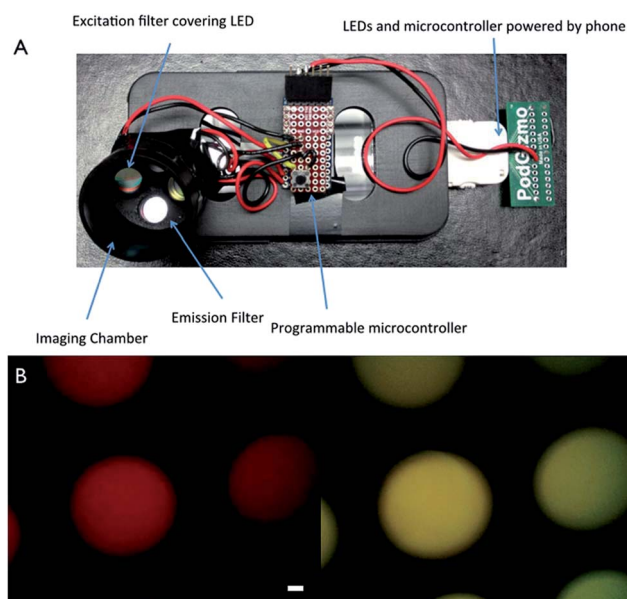 Excitation filter covering LED
LEDs and microcontroller powered by phone
A
PodGizmo
Emission Filter
Programmable microcontroller
Imaging Chamber
B